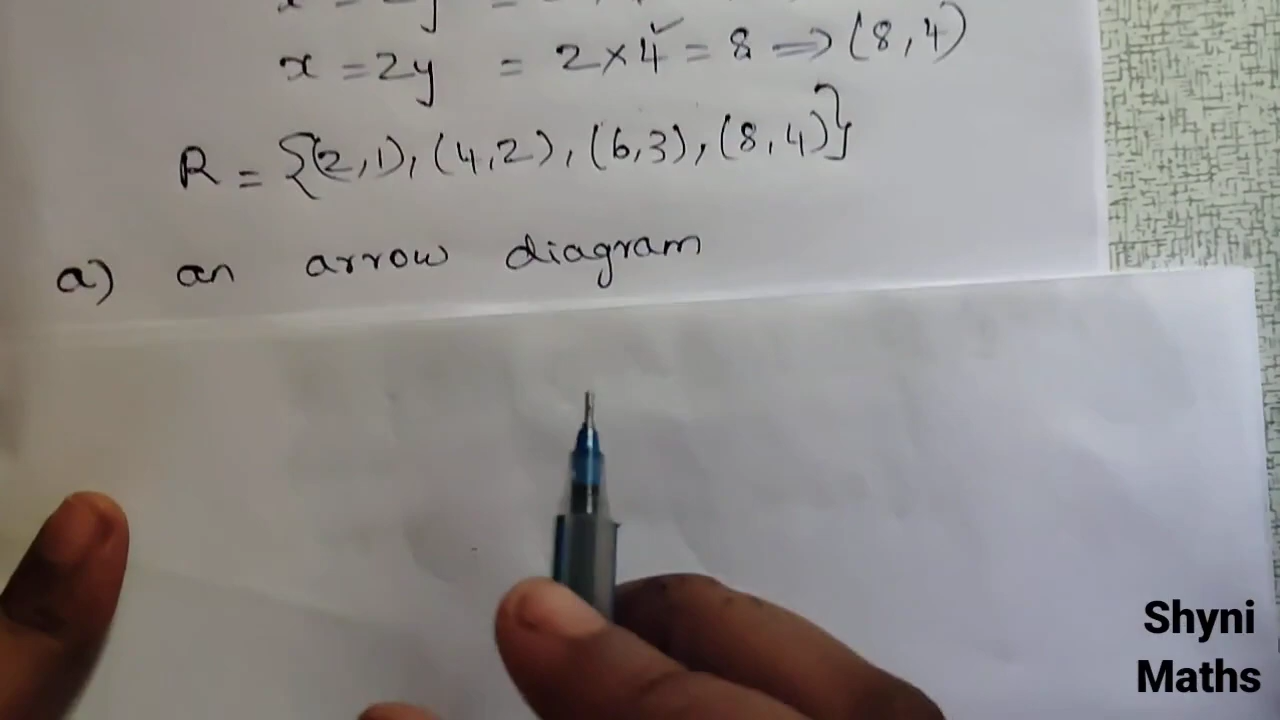 x = 2y = 2 × 4 = 8 ⟹ (8,4)
R = {(2,1), (4,2), (6,3), (8,4)}
a) an arrow diagram
Shyni
Maths